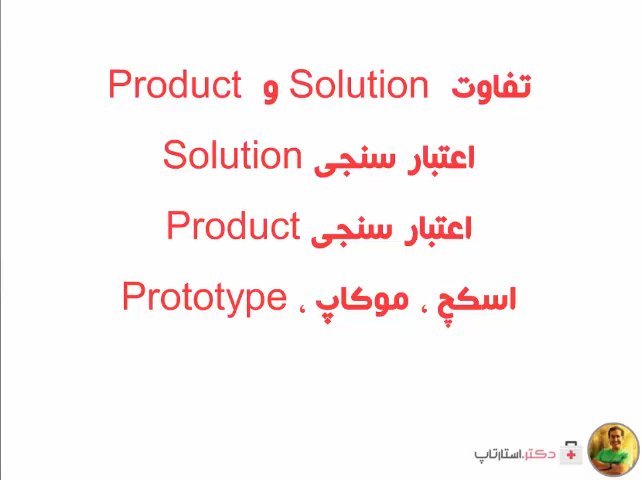 تفاوت Solution و Product
اعتبار سنجی Solution
اعتبار سنجی Product
اسکچ ، موکاپ ، Prototype
دکتر.استارتاپ